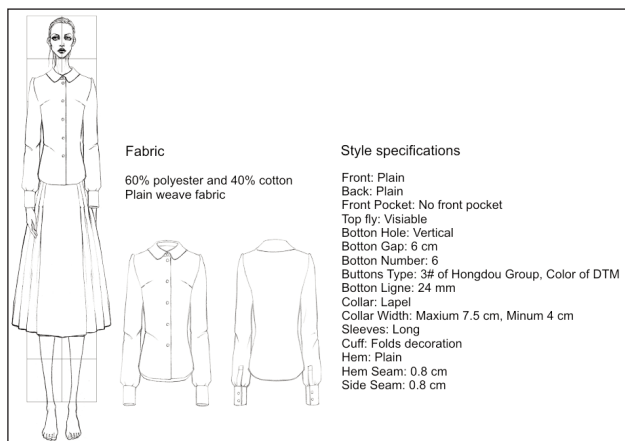 Fabric
60% polyester and 40% cotton
Plain weave fabric
Style specifications
Front: Plain
Back: Plain
Front Pocket: No front pocket
Top fly: Visiable
Botton Hole: Vertical
Botton Gap: 6 cm
Botton Number: 6
Buttons Type: 3# of Hongdou Group, Color of DTM
Botton Ligne: 24 mm
Collar: Lapel
Collar Width: Maxium 7.5 cm, Minum 4 cm
Sleeves: Long
Cuff: Folds decoration
Hem: Plain
Hem Seam: 0.8 cm
Side Seam: 0.8 cm